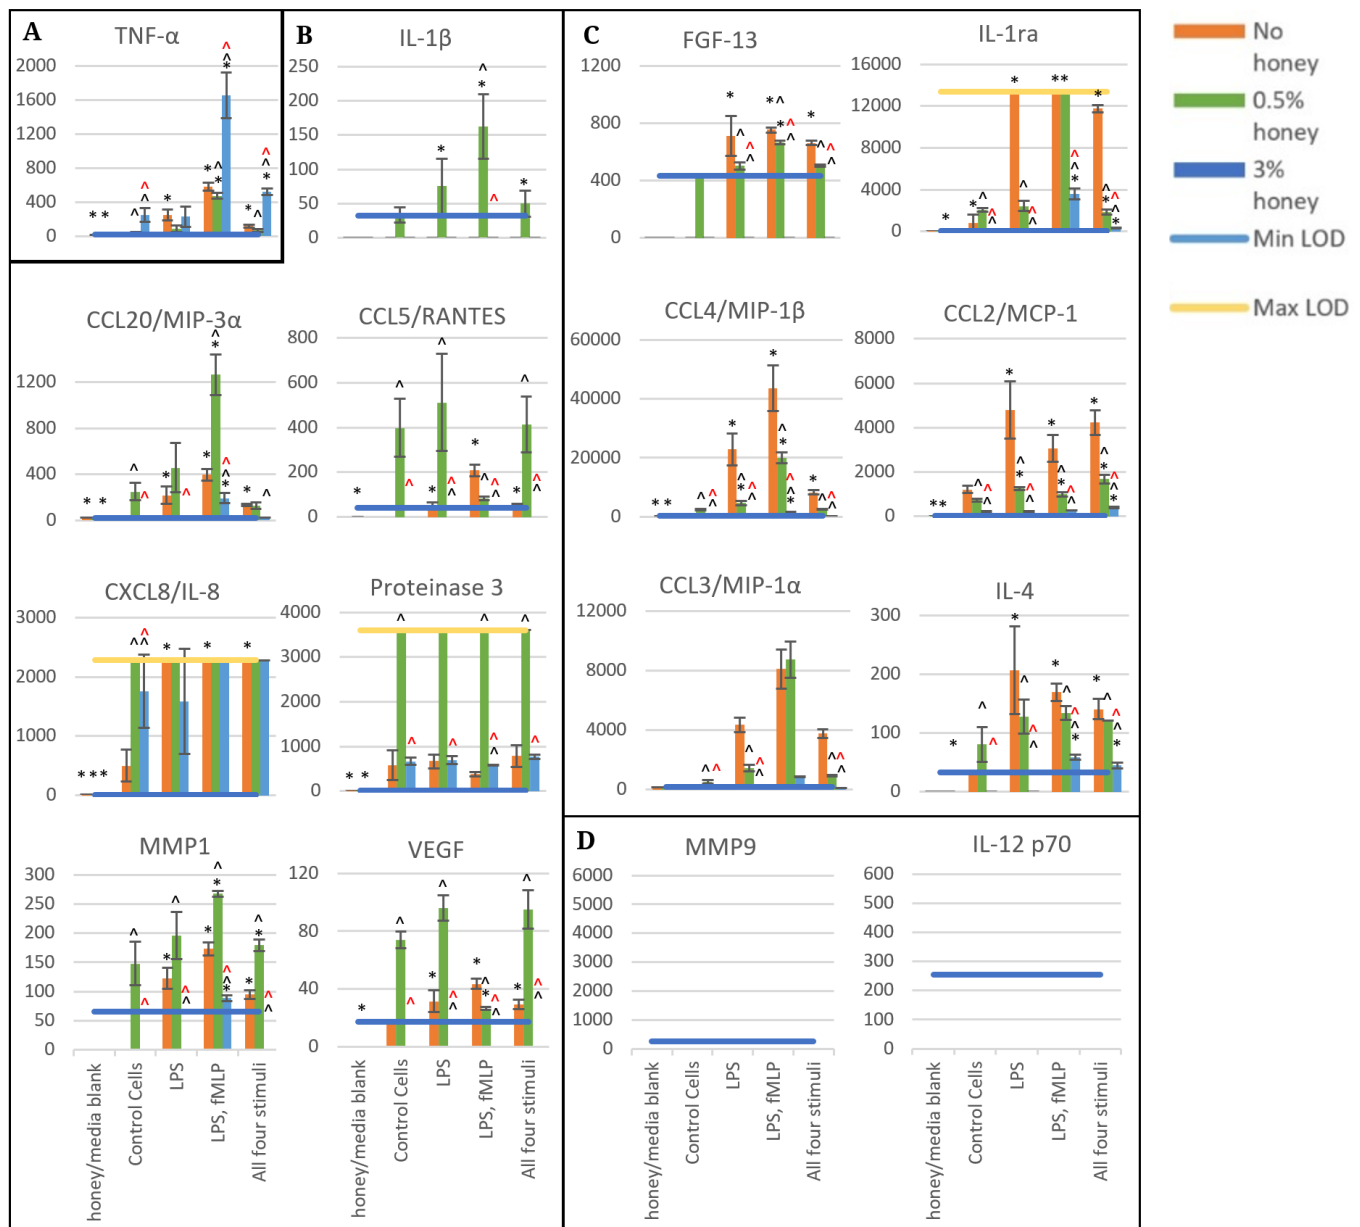 A
TNF-α
2000
1600
1200
800
400
0
B
IL-1β
250
200
150
100
50
0
C
FGF-13
1200
800
400
0
IL-1ra
16000
12000
8000
4000
0
No
honey
0.5%
honey
3%
honey
Min LOD
Max LOD
CCL20/MIP-3α
1200
800
400
0
CCL5/RANTES
800
600
400
200
0
CCL4/MIP-1β
60000
40000
20000
0
CCL2/MCP-1
8000
6000
4000
2000
0
CXCL8/IL-8
3000
2000
1000
0
Proteinase 3
4000
3000
2000
1000
0
CCL3/MIP-1α
12000
8000
4000
0
IL-4
300
200
100
0
MMP1
300
250
200
150
100
50
0
honey/media blank
Control Cells
LPS
LPS, fMLP
All four stimuli
VEGF
120
80
40
0
honey/media blank
Control Cells
LPS
LPS, fMLP
All four stimuli
D
MMP9
6000
5000
4000
3000
2000
1000
0
honey/media blank
Control Cells
LPS
LPS, fMLP
All four stimuli
IL-12 p70
600
500
400
300
200
100
0
honey/media blank
Control Cells
LPS
LPS, fMLP
All four stimuli